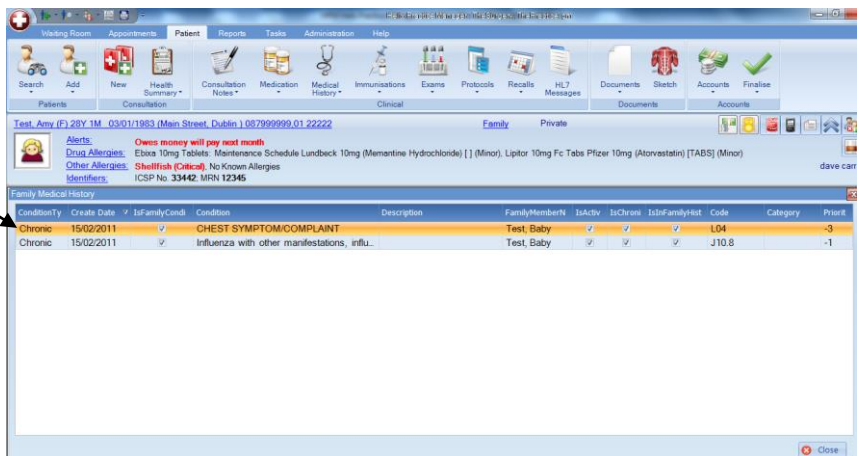 Waiting Room Appointments Patient Reports Tasks Administration Help
Search Add New Health Summary Consultation Notes Medication Medical History Immunisations Exams Protocols Recalls HL7 Messages Documents Sketch Accounts Finalise
Patients Consultation Clinical Documents Accounts
Test, Amy (F) 28Y 1M 03/01/1983 (Main Street, Dublin ) 087999999,01 22222 Family Private
Alerts: Owes money will pay next month
Drug Allergies: Ebixa 10mg Tablets: Maintenance Schedule Lundbeck 10mg (Memantine Hydrochloride) [ ] (Minor), Lipitor 10mg Fc Tabs Pfizer 10mg (Atorvastatin) [TABS] (Minor)
Other Allergies: Shellfish (Critical), No Known Allergies dave carr
Identifiers: ICSP No. 33442; MRN 12345
Family Medical History
ConditionTy Create Date IsFamilyCondi Condition Description FamilyMemberN IsActiv IsChroni IsInFamilyHist Code Category Priorit
Chronic 15/02/2011 CHEST SYMPTOM/COMPLAINT Test, Baby L04 -3
Chronic 15/02/2011 Influenza with other manifestations, influ... Test, Baby J10.8 -1
Close